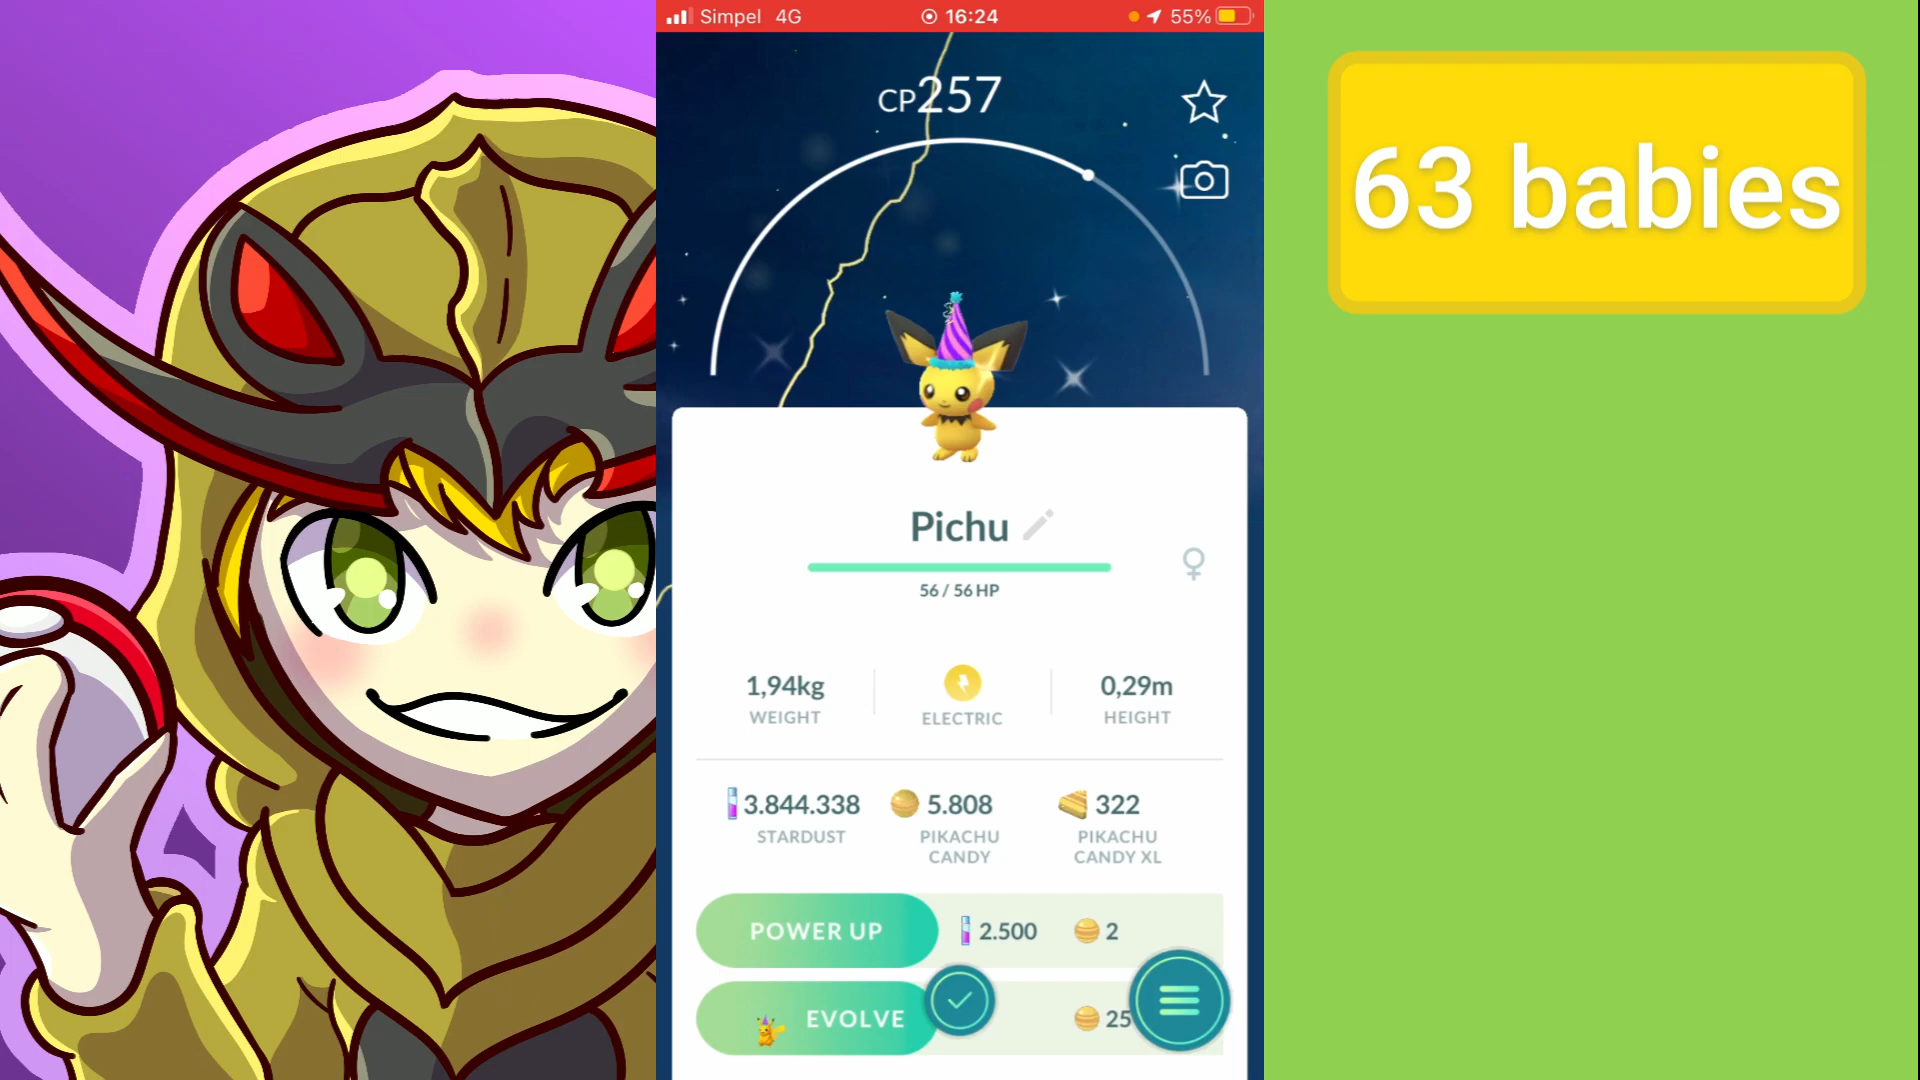 Simpel 4G 16:24 55%
CP257
63 babies
Pichu
56 / 56 HP
1,94kg 0,29m
WEIGHT ELECTRIC HEIGHT
3.844.338 5.808 322
STARDUST PIKACHU CANDY PIKACHU CANDY XL
POWER UP 2.500 2
EVOLVE 25